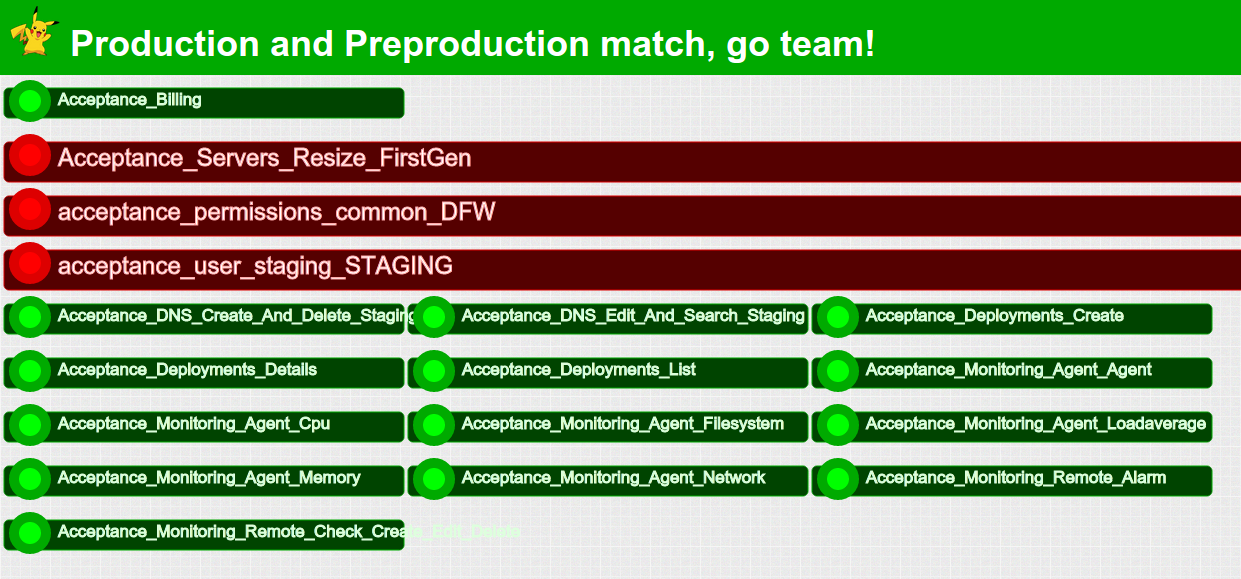 Production and Preproduction match, go team!
Acceptance_Billing
Acceptance_Servers_Resize_FirstGen
acceptance_permissions_common_DFW
acceptance_user_staging_STAGING
Acceptance_DNS_Create_And_Delete_Staging
Acceptance_DNS_Edit_And_Search_Staging
Acceptance_Deployments_Create
Acceptance_Deployments_Details
Acceptance_Deployments_List
Acceptance_Monitoring_Agent_Agent
Acceptance_Monitoring_Agent_Cpu
Acceptance_Monitoring_Agent_Filesystem
Acceptance_Monitoring_Agent_Loadaverage
Acceptance_Monitoring_Agent_Memory
Acceptance_Monitoring_Agent_Network
Acceptance_Monitoring_Remote_Alarm
Acceptance_Monitoring_Remote_Check_Create_Edit_Delete